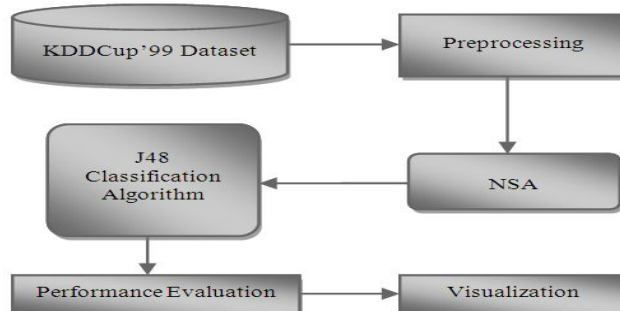 KDDCup’99 Dataset
Preprocessing
NSA
J48
Classification
Algorithm
Performance Evaluation
Visualization